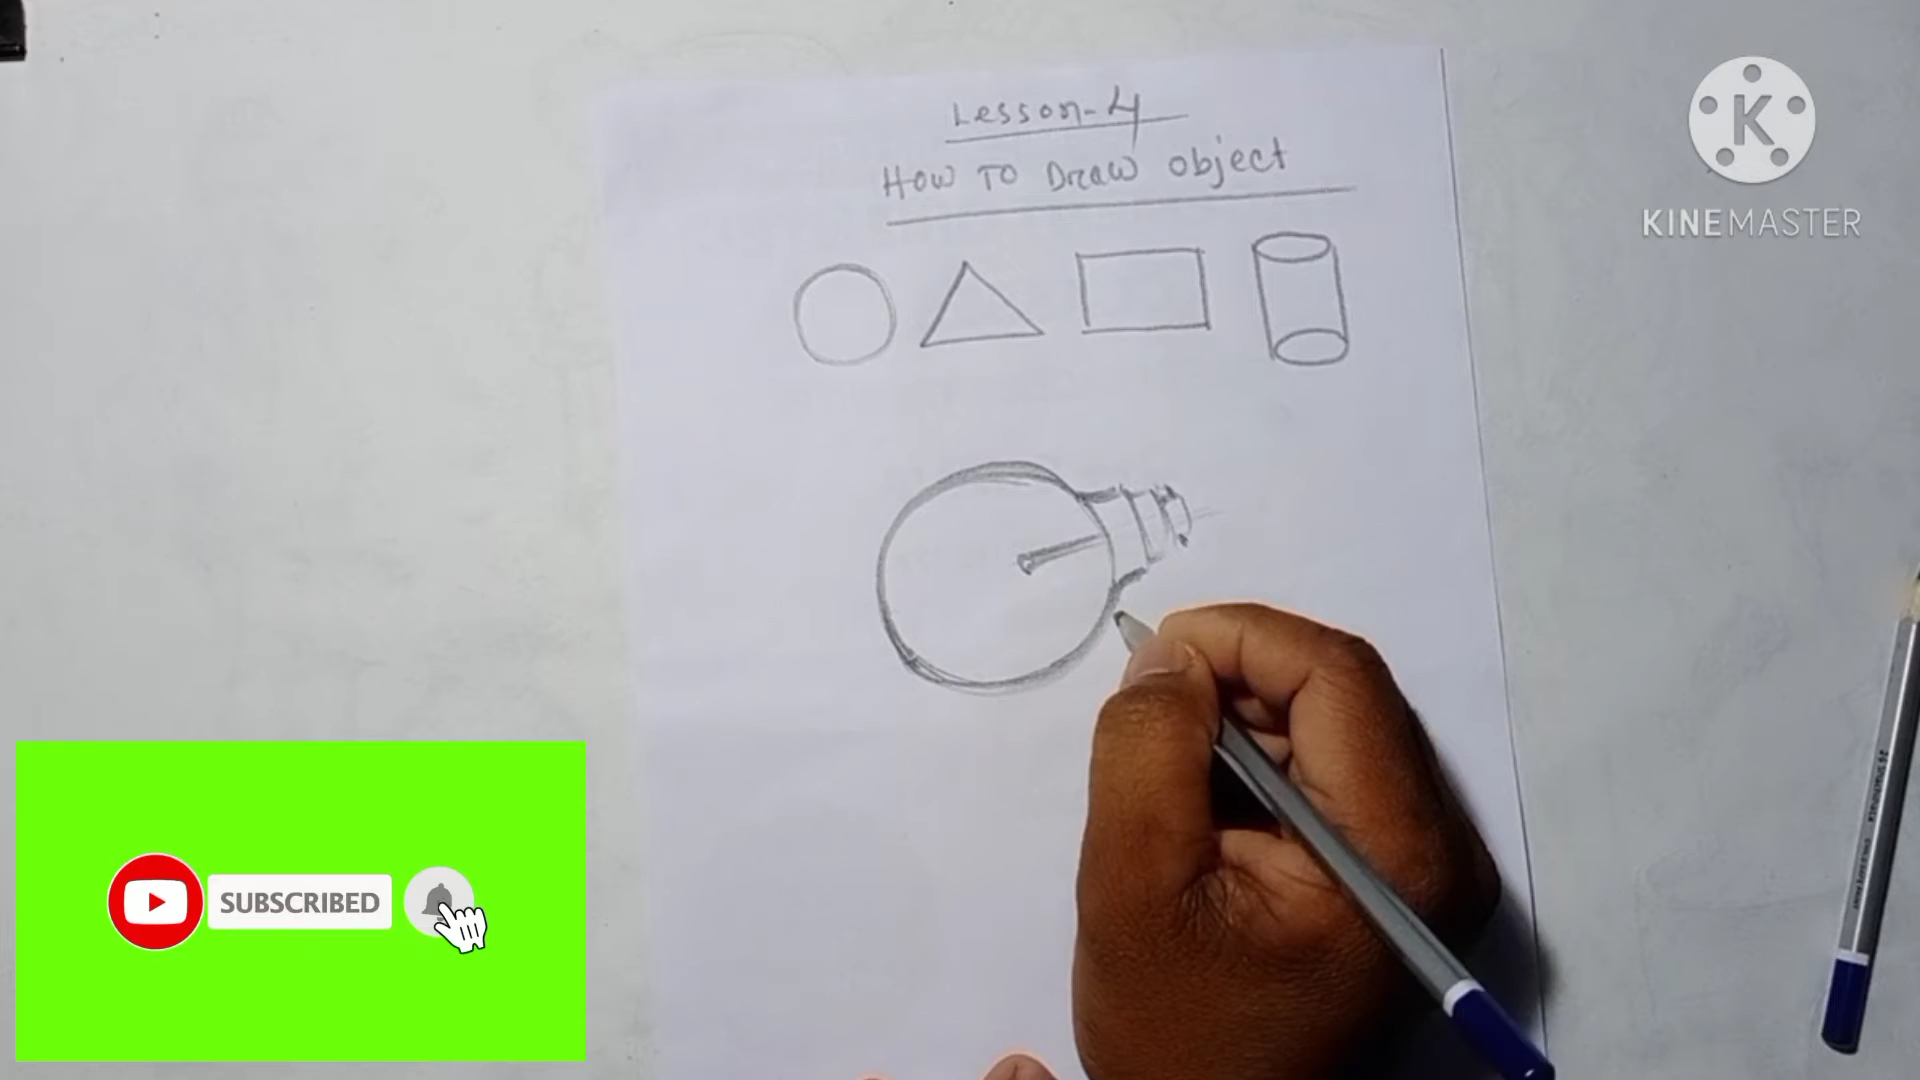 Lesson-4
How To Draw object
K
KINEMASTER
SUBSCRIBED